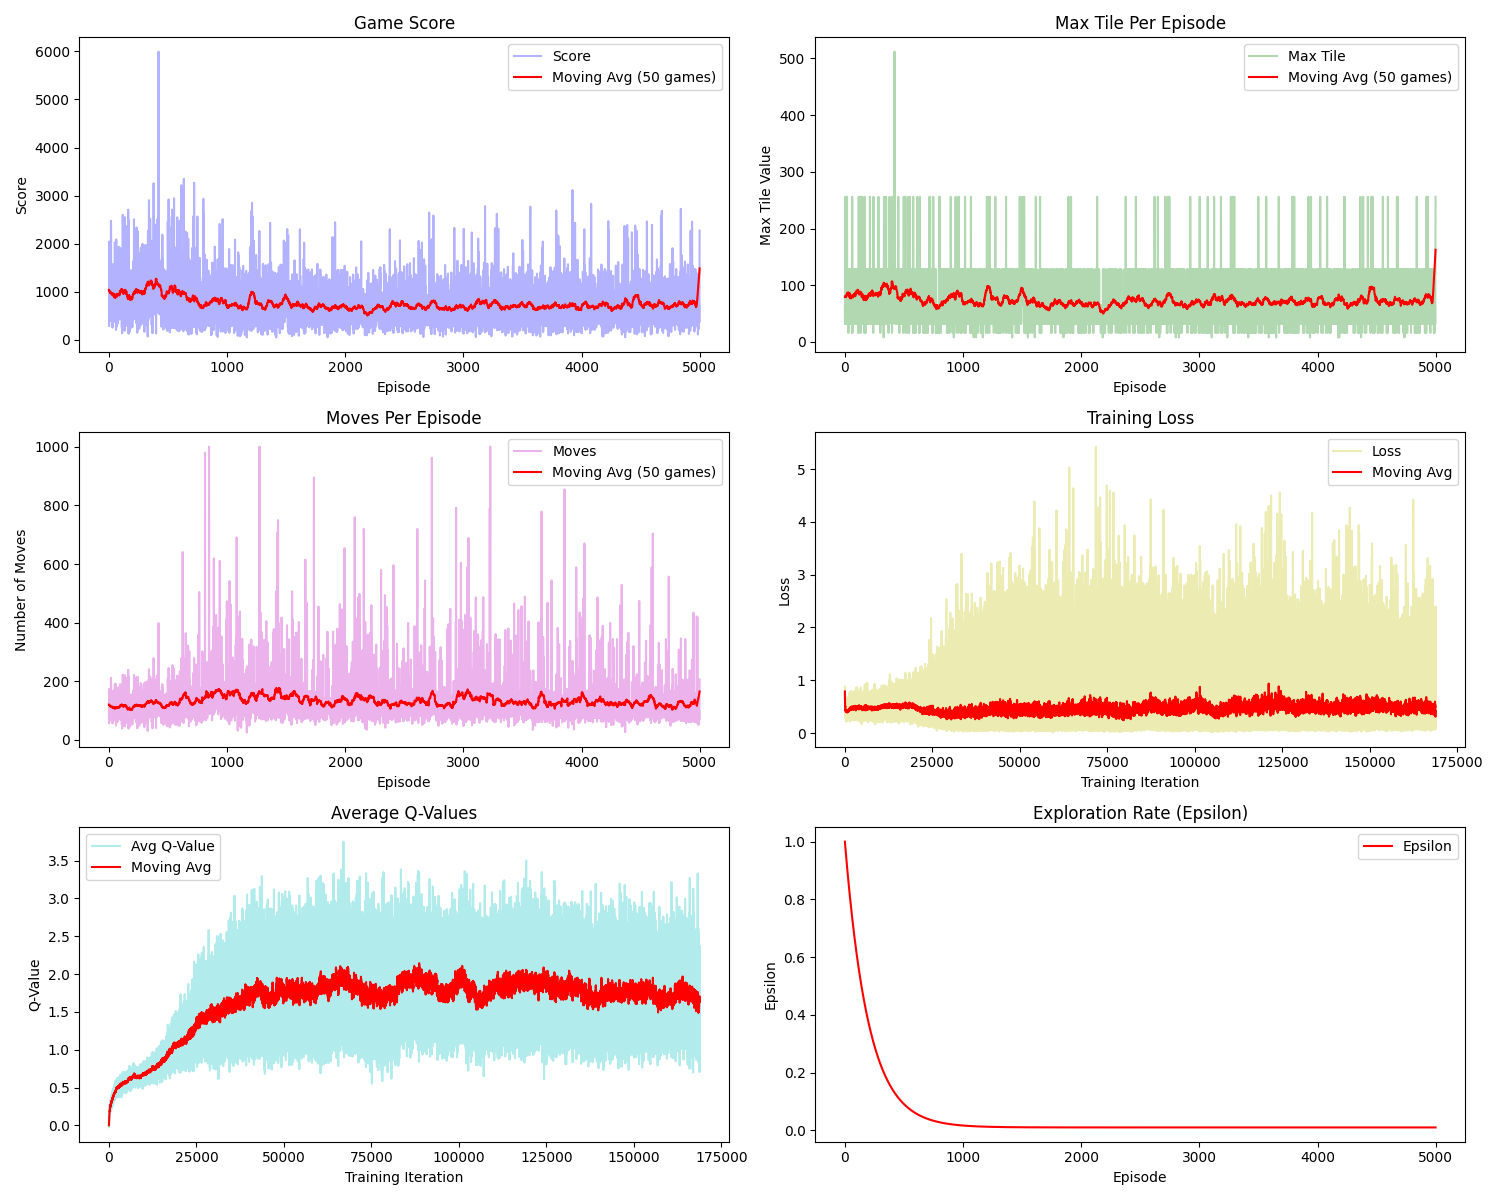 Game Score
Score
Moving Avg (50 games)
6000
5000
4000
3000
2000
1000
0
Score
0 1000 2000 3000 4000 5000
Episode
Max Tile Per Episode
Max Tile
Moving Avg (50 games)
500
400
300
200
100
0
Max Tile Value
0 1000 2000 3000 4000 5000
Episode
Moves Per Episode
Moves
Moving Avg (50 games)
1000
800
600
400
200
0
Number of Moves
0 1000 2000 3000 4000 5000
Episode
Training Loss
Loss
Moving Avg
5
4
3
2
1
0
Loss
0 25000 50000 75000 100000 125000 150000 175000
Training Iteration
Average Q-Values
Avg Q-Value
Moving Avg
3.5
3.0
2.5
2.0
1.5
1.0
0.5
0.0
Q-Value
0 25000 50000 75000 100000 125000 150000 175000
Training Iteration
Exploration Rate (Epsilon)
Epsilon
1.0
0.8
0.6
0.4
0.2
0.0
Epsilon
0 1000 2000 3000 4000 5000
Episode